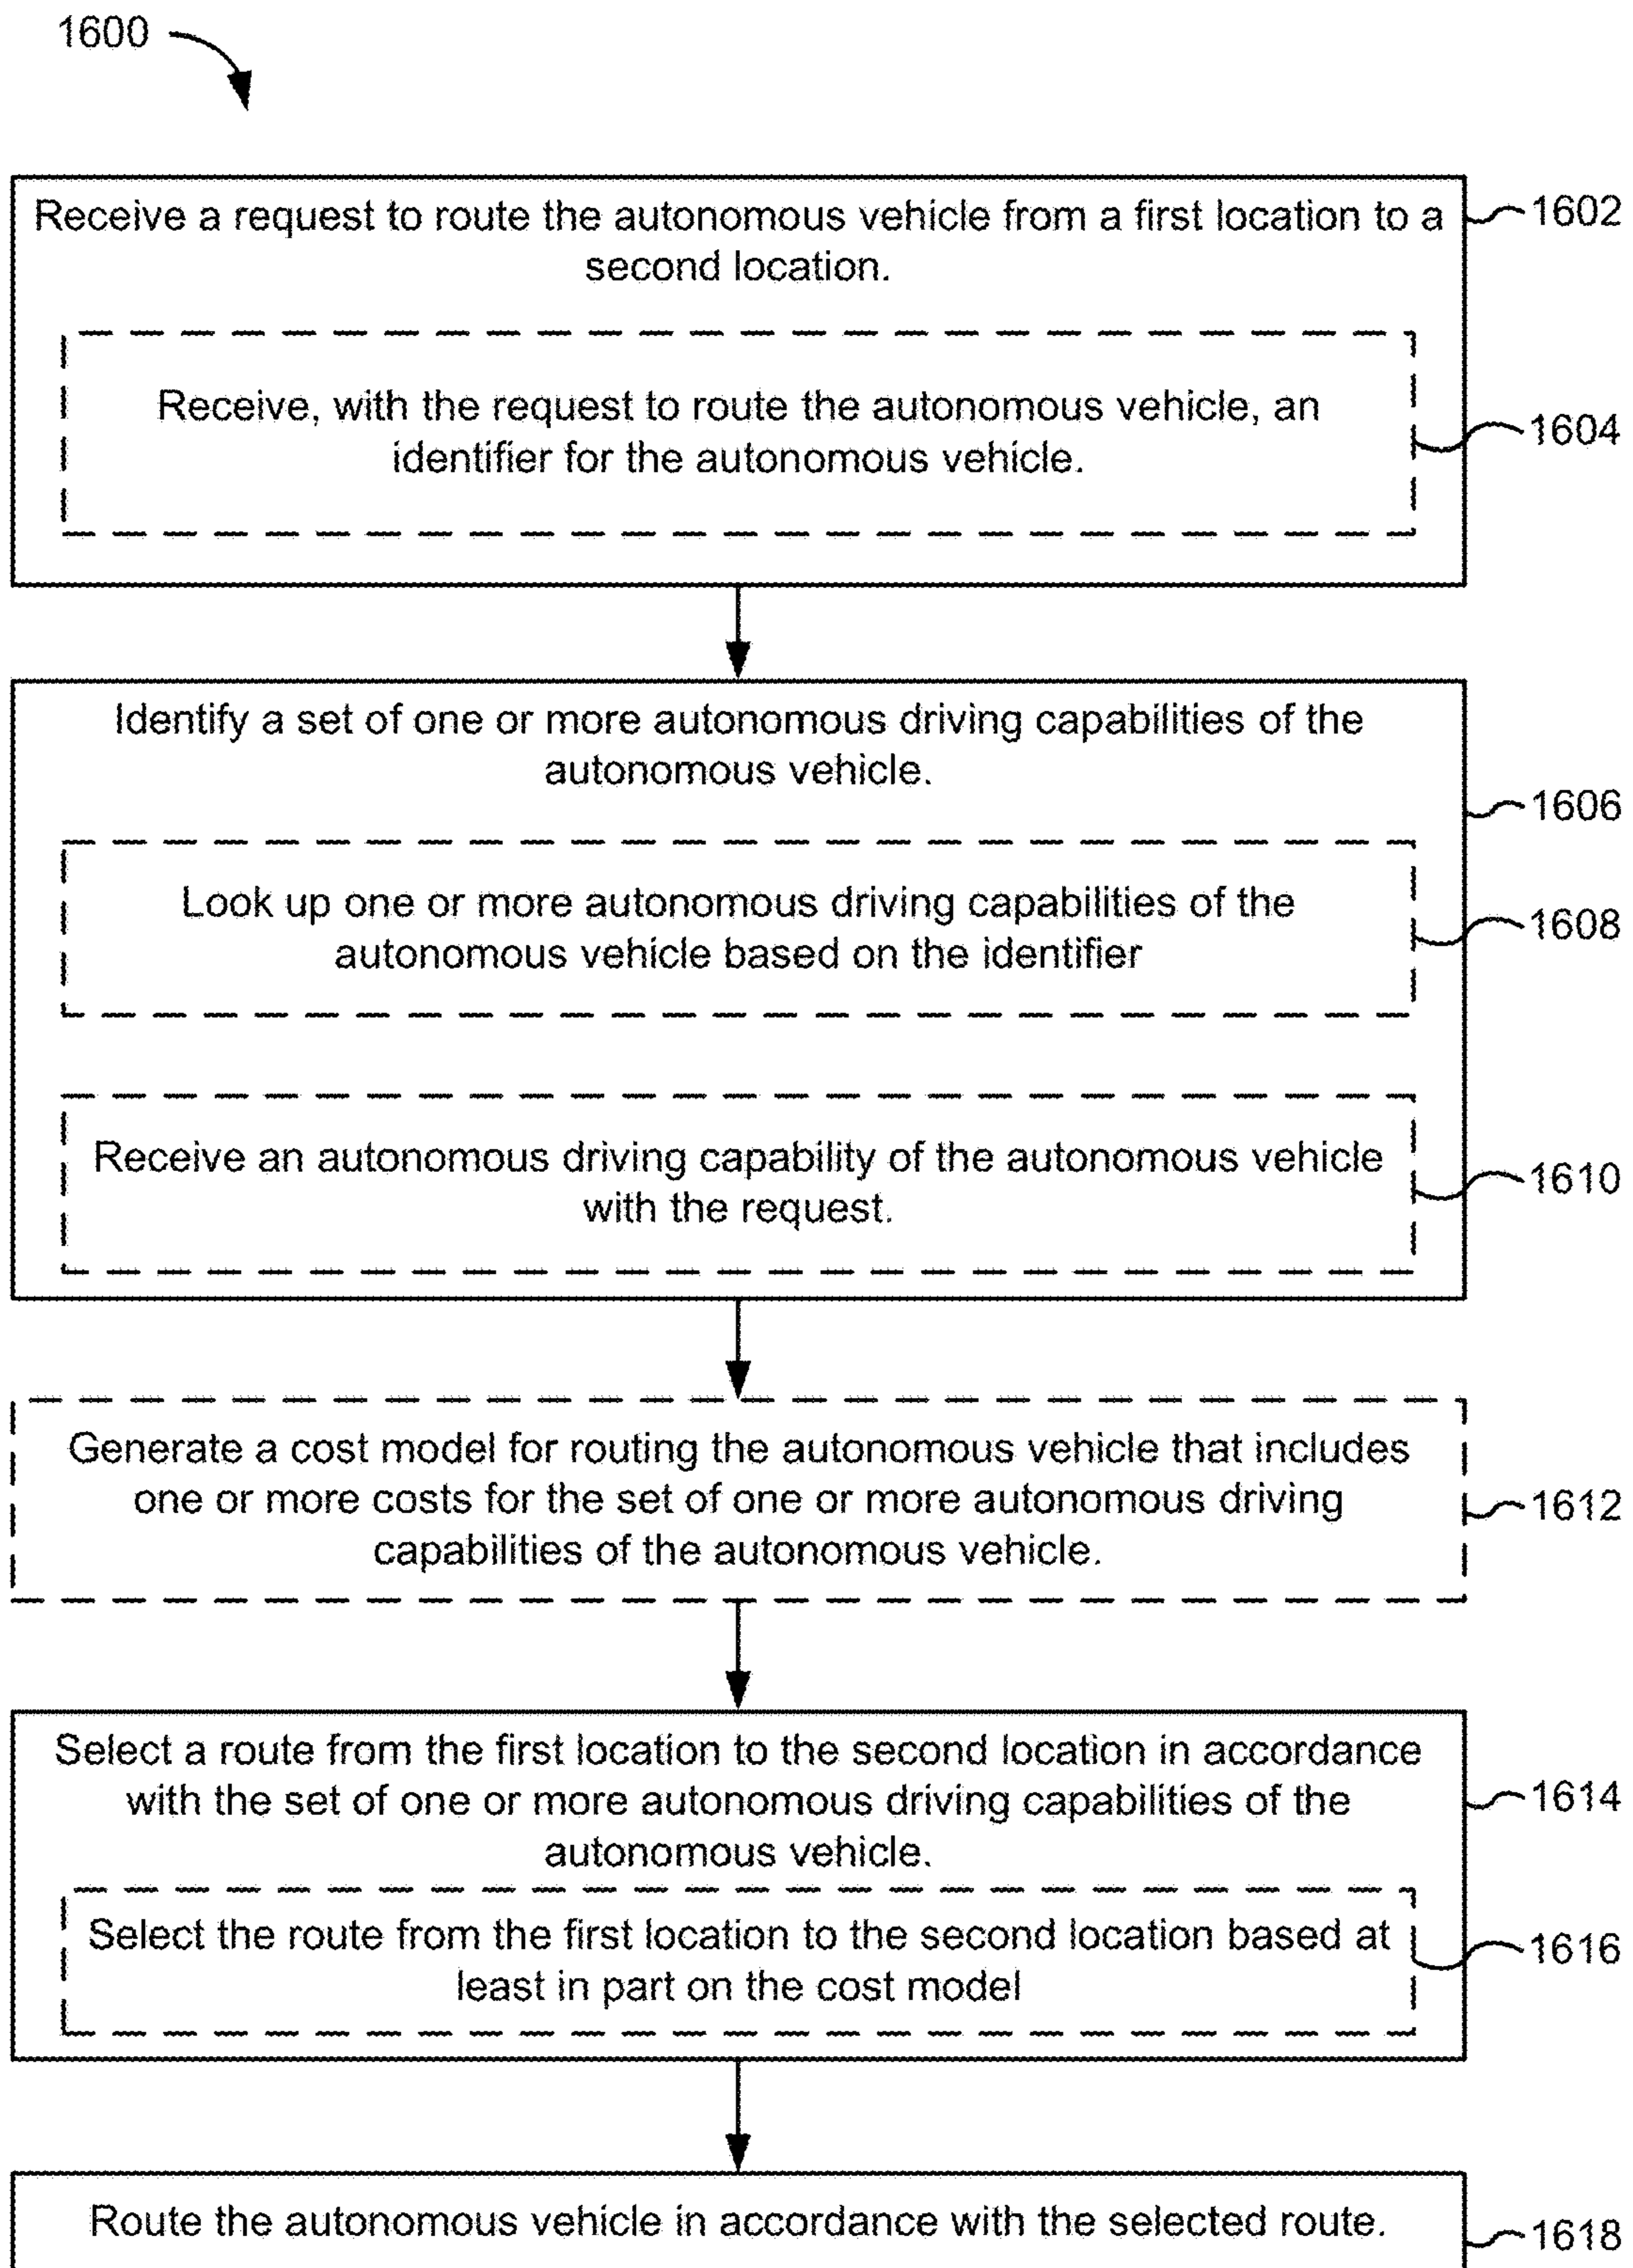 1600
Receive a request to route the autonomous vehicle from a first location to a
second location.
1602
Receive, with the request to route the autonomous vehicle, an
identifier for the autonomous vehicle.
1604
Identify a set of one or more autonomous driving capabilities of the
autonomous vehicle.
1606
Look up one or more autonomous driving capabilities of the
autonomous vehicle based on the identifier
1608
Receive an autonomous driving capability of the autonomous vehicle
with the request.
1610
Generate a cost model for routing the autonomous vehicle that includes
one or more costs for the set of one or more autonomous driving
capabilities of the autonomous vehicle.
1612
Select a route from the first location to the second location in accordance
with the set of one or more autonomous driving capabilities of the
autonomous vehicle.
1614
Select the route from the first location to the second location based at
least in part on the cost model
1616
Route the autonomous vehicle in accordance with the selected route.
1618